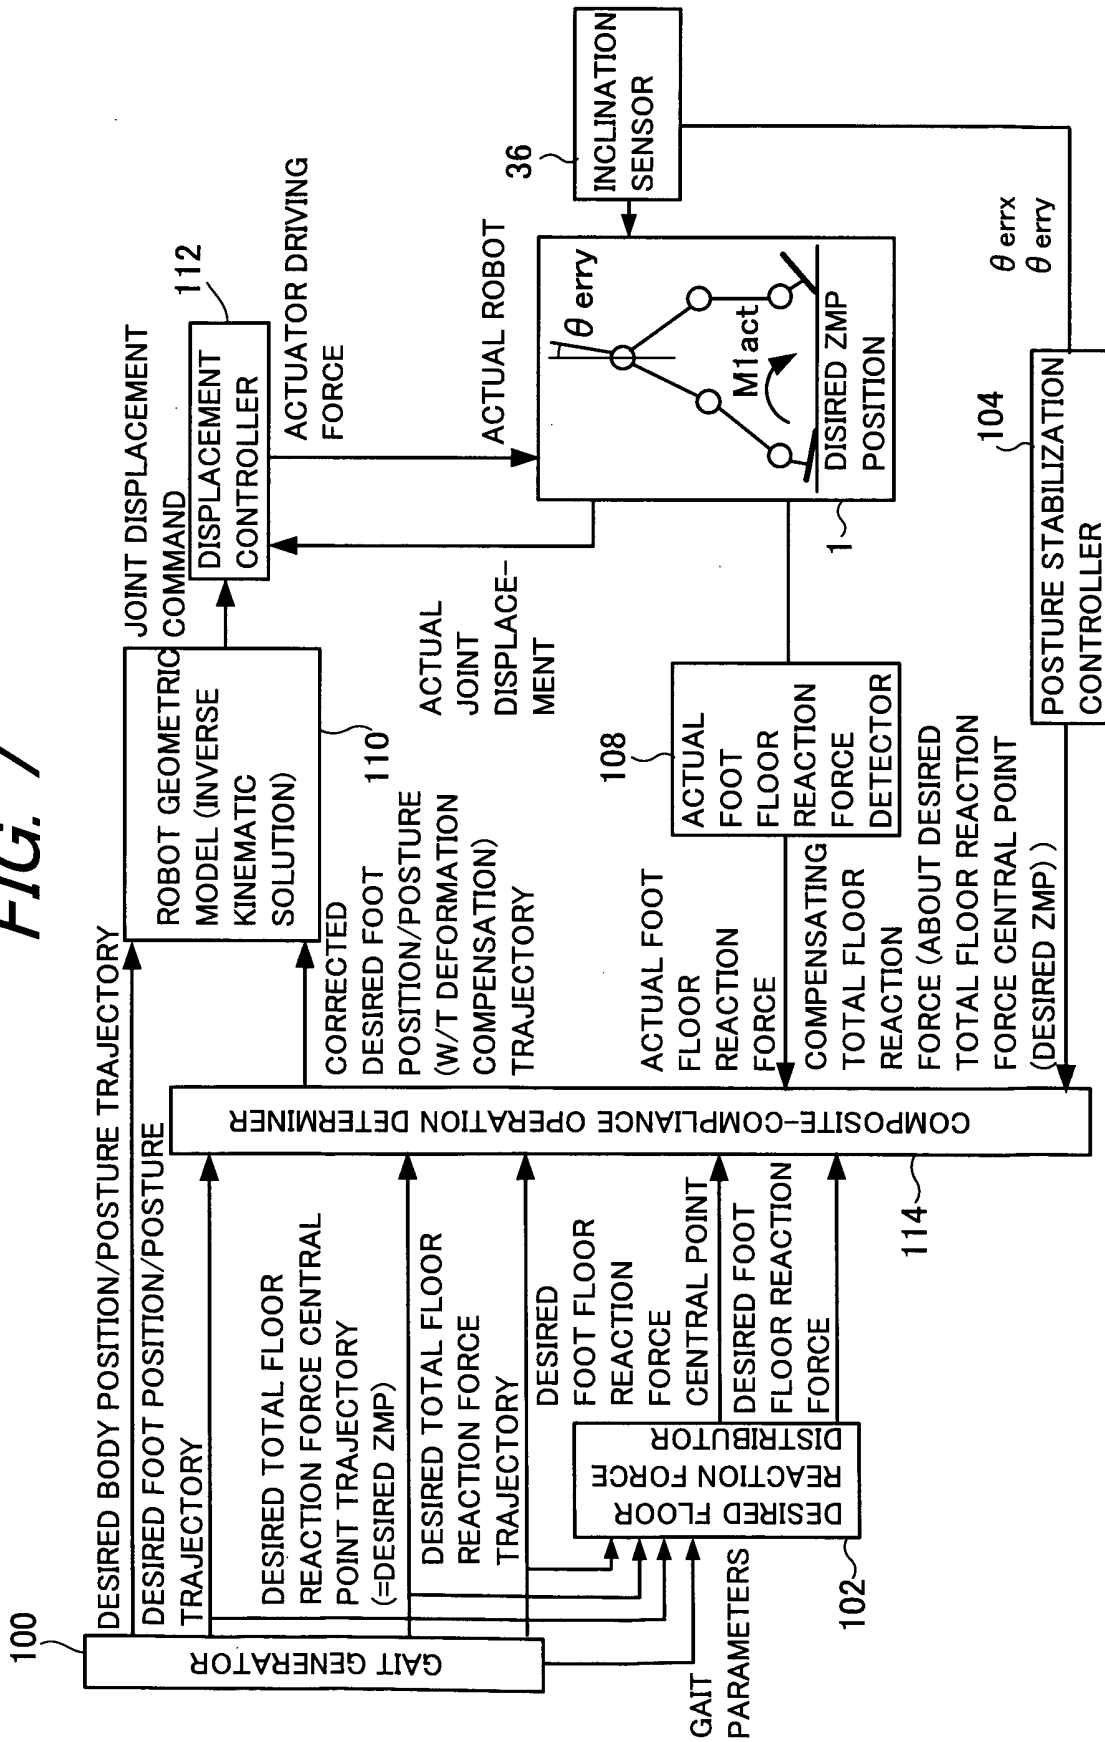 FIG. 7
100
GAIT GENERATOR
DESIRED BODY POSITION/POSTURE TRAJECTORY
DESIRED FOOT POSITION/POSTURE
TRAJECTORY
DESIRED TOTAL FLOOR
REACTION FORCE CENTRAL
POINT TRAJECTORY
(=DESIRED ZMP)
DESIRED TOTAL FLOOR
REACTION FORCE
TRAJECTORY
GAIT
PARAMETERS
DESIRED FLOOR
REACTION FORCE
DISTRIBUTOR
102
DESIRED
FOOT FLOOR
REACTION
FORCE
CENTRAL POINT
DESIRED FOOT
FLOOR REACTION
FORCE
COMPOSITE-COMPLIANCE OPERATION DETERMINER
114
CORRECTED
DESIRED FOOT
POSITION/POSTURE
(W/T DEFORMATION
COMPENSATION)
TRAJECTORY
ROBOT GEOMETRIC
MODEL (INVERSE
KINEMATIC
SOLUTION)
110
JOINT DISPLACEMENT
COMMAND
DISPLACEMENT
CONTROLLER
112
ACTUATOR DRIVING
FORCE
ACTUAL
JOINT
DISPLACE-
MENT
ACTUAL ROBOT
θ erry
M1act
DISIRED ZMP
POSITION
1
36
INCLINATION
SENSOR
θ errx
θ erry
108
ACTUAL
FOOT
FLOOR
REACTION
FORCE
DETECTOR
ACTUAL FOOT
FLOOR
REACTION
FORCE
COMPENSATING
TOTAL FLOOR
REACTION
FORCE (ABOUT DESIRED
TOTAL FLOOR REACTION
FORCE CENTRAL POINT
(DESIRED ZMP))
104
POSTURE STABILIZATION
CONTROLLER